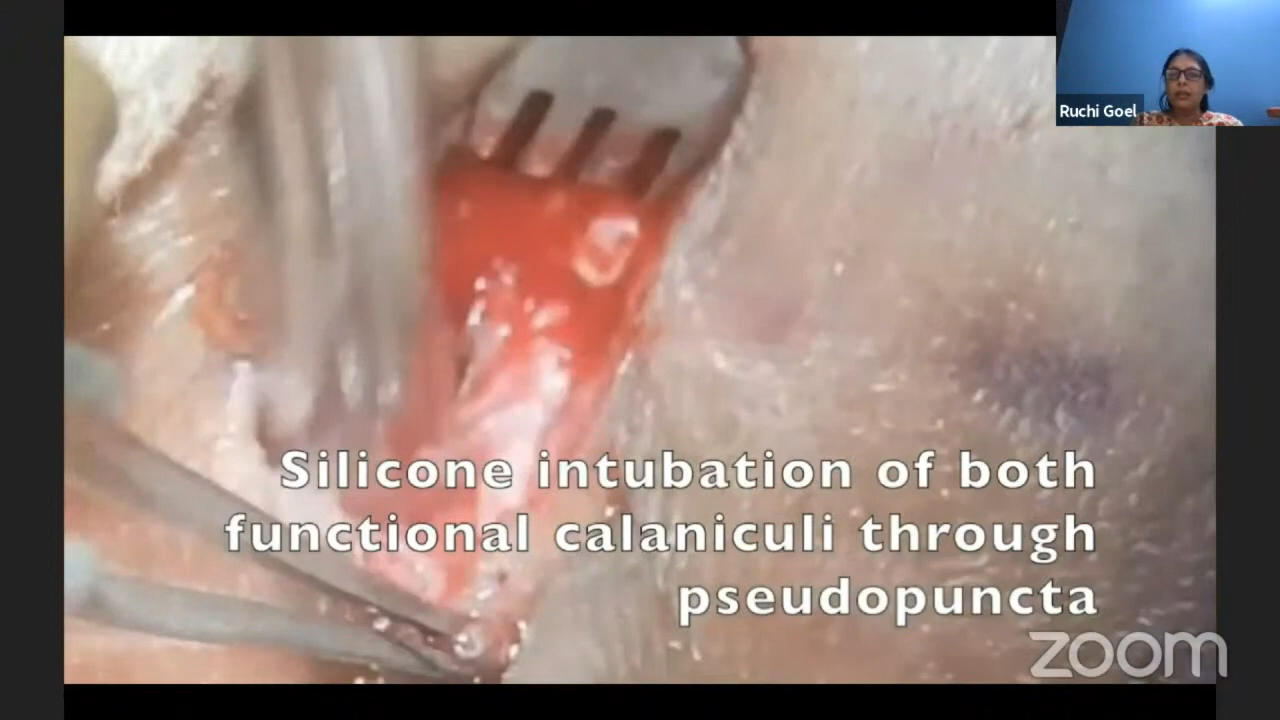 Ruchi Goel
Silicone intubation of both
functional calaniculi through
pseudopuncta
zoom